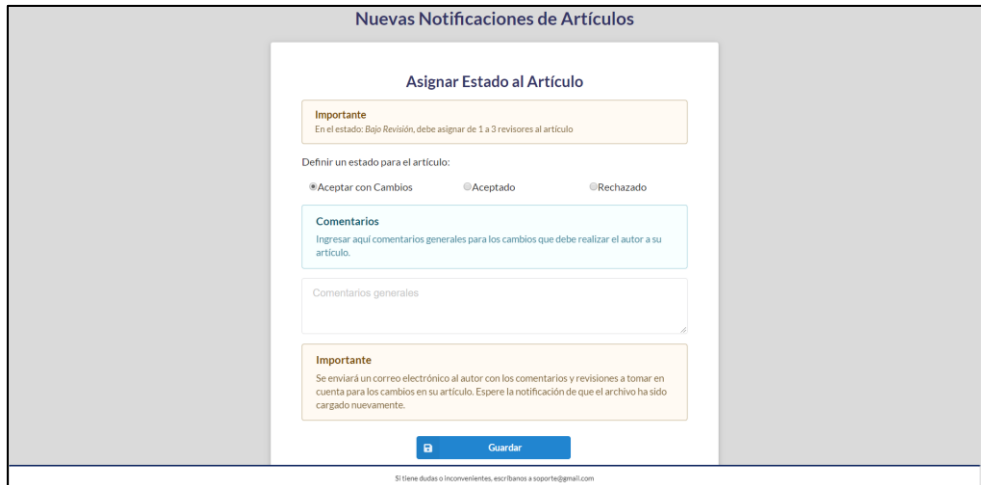 Nuevas Notificaciones de Artículos
Asignar Estado al Artículo
Importante
En el estado: Bajo Revisión, debe asignar de 1 a 3 revisores al artículo
Definir un estado para el artículo:
Aceptar con Cambios Aceptado Rechazado
Comentarios
Ingresar aquí comentarios generales para los cambios que debe realizar el autor a su
artículo.
Comentarios generales
Importante
Se enviará un correo electrónico al autor con los comentarios y revisiones a tomar en
cuenta para los cambios en su artículo. Espere la notificación de que el archivo ha sido
cargado nuevamente.
Guardar
Si tiene dudas o inconvenientes, escríbanos a soporte@gmail.com